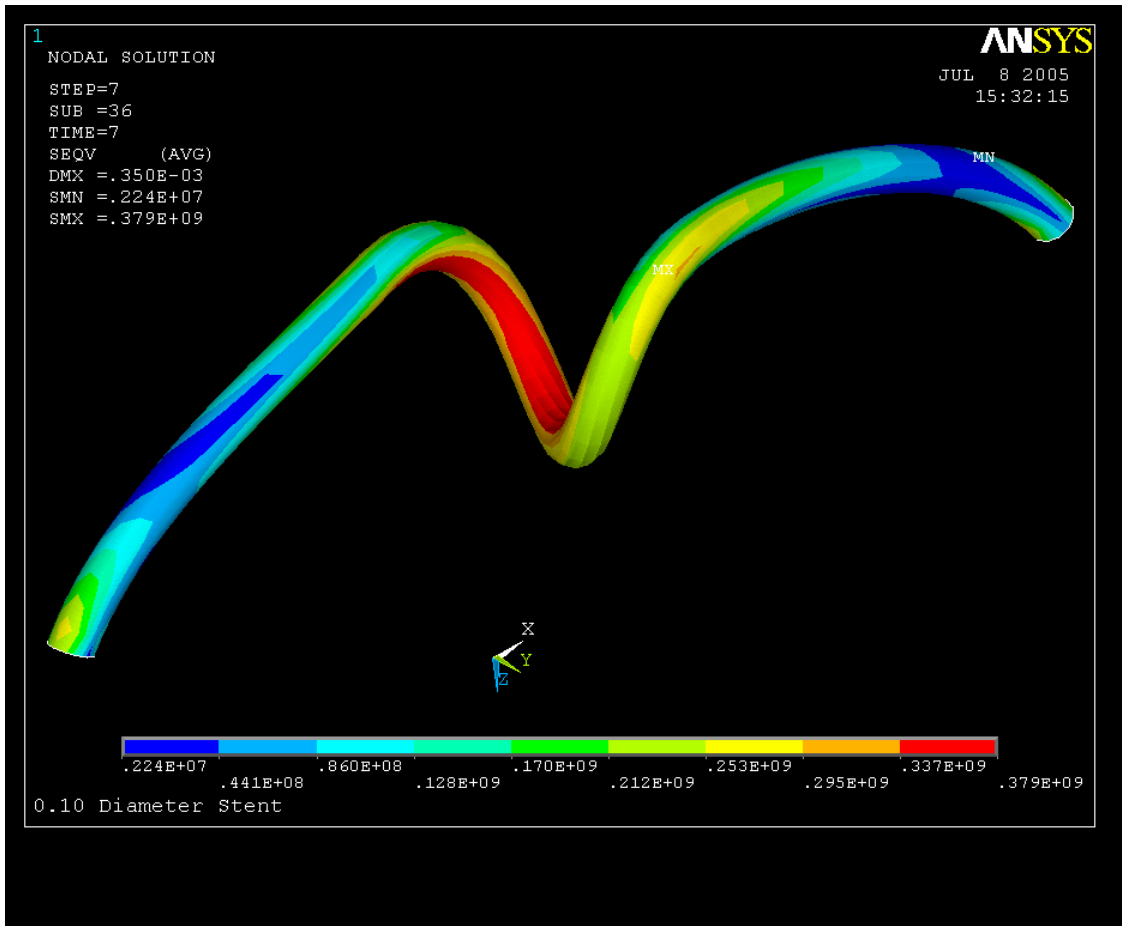 1
NODAL SOLUTION
STEP=7
SUB =36
TIME=7
SEQV (AVG)
DMX =.350E-03
SMN =.224E+07
SMX =.379E+09
ANSYS
JUL 8 2005
15:32:15
MN
MX
X
Y
Z
.224E+07 .860E+08 .170E+09 .253E+09 .337E+09
.441E+08 .128E+09 .212E+09 .295E+09 .379E+09
0.10 Diameter Stent